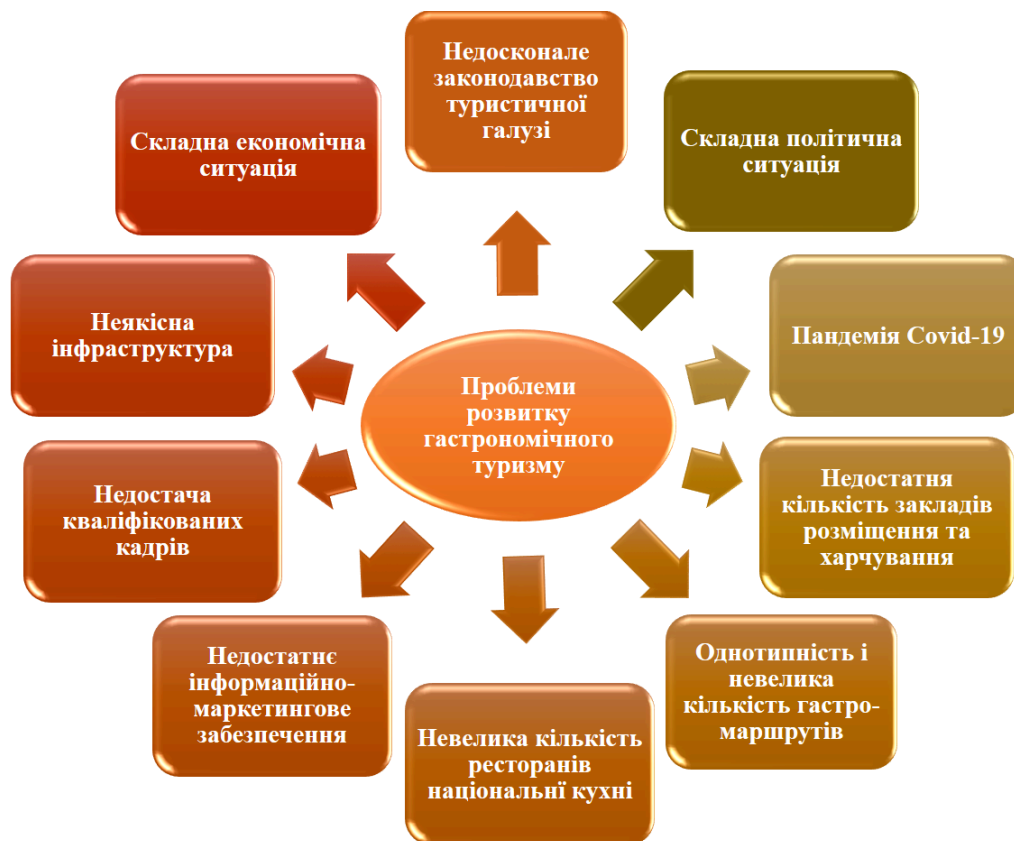 Недосконале
законодавство
туристичної
галузі
Складна економічна
ситуація
Складна політична
ситуація
Неякісна
інфраструктура
Пандемія Covid-19
Проблеми
розвитку
гастрономічного
туризму
Недостача
кваліфікованих
кадрів
Недостатня
кількість закладів
розміщення та
харчування
Недостатнє
інформаційно-
маркетингове
забезпечення
Невелика кількість
ресторанів
національнї кухні
Однотипність і
невелика
кількість гастро-
маршрутів